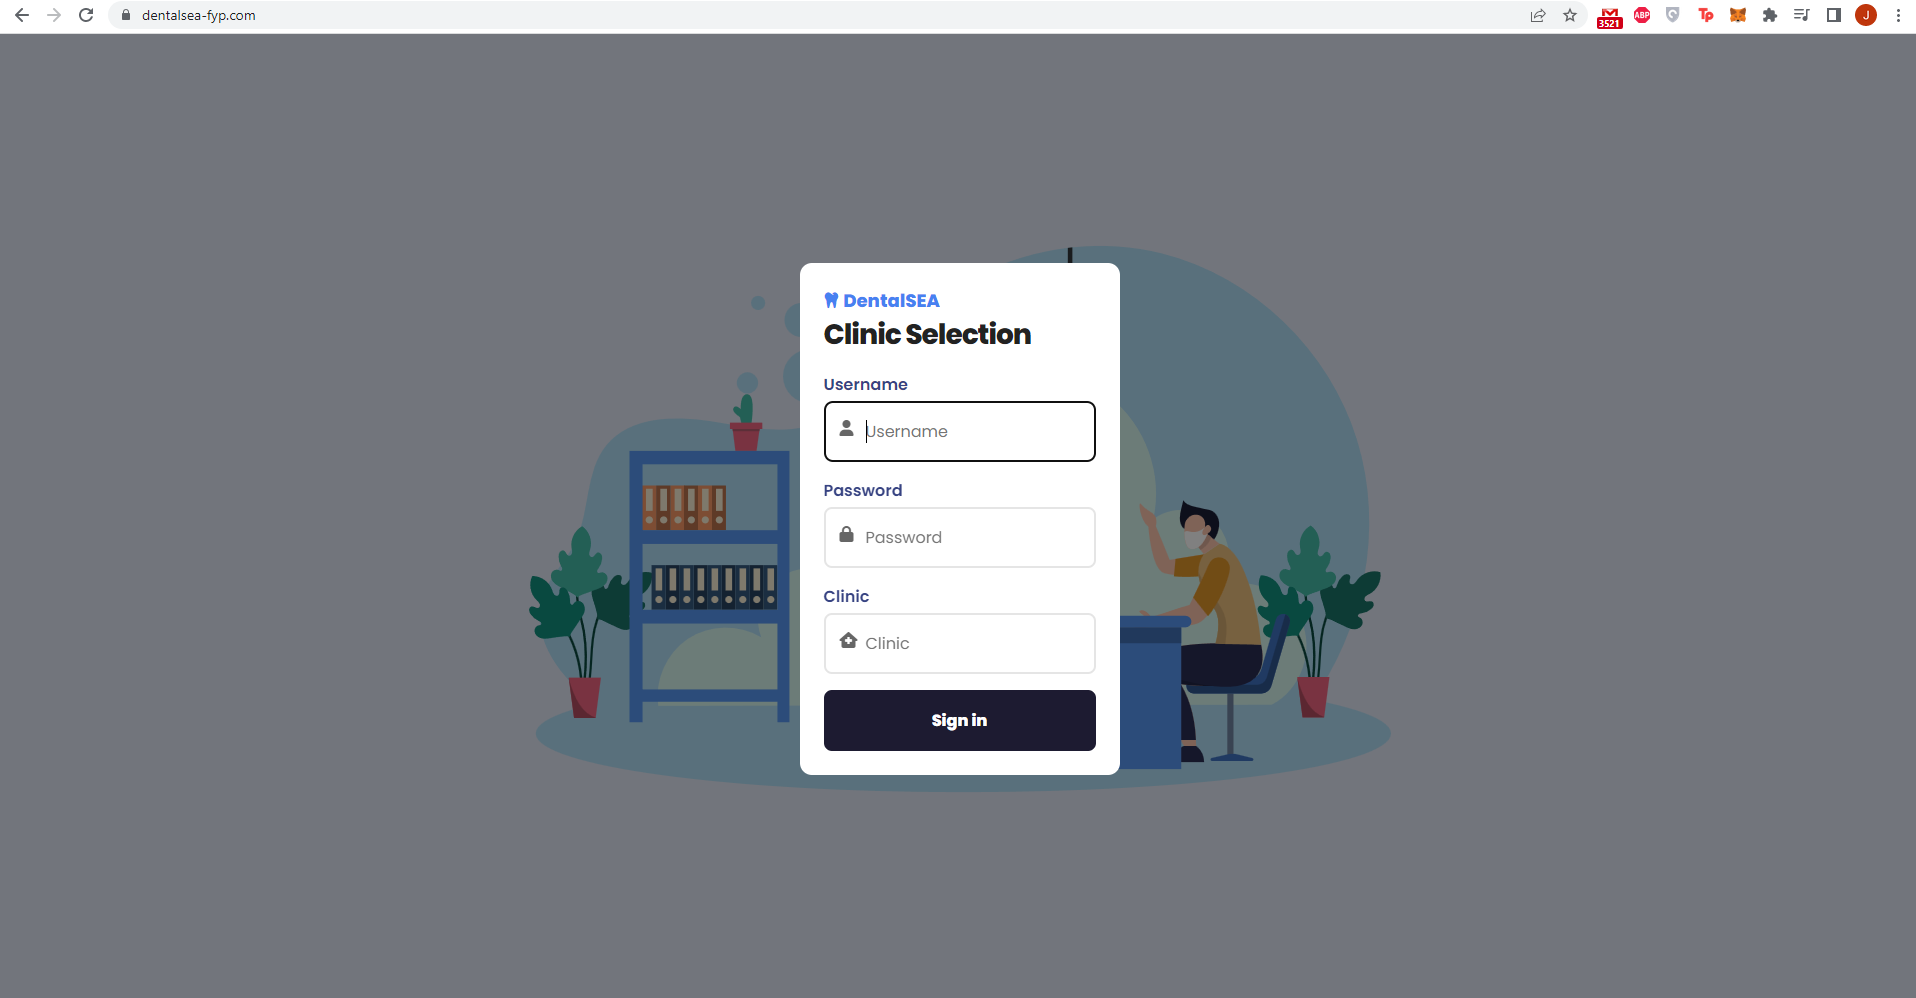 dentalsea-fyp.com
3521
ABP
Tp
J
DentalSEA
Clinic Selection
Username
Username
Password
Password
Clinic
Clinic
Sign in